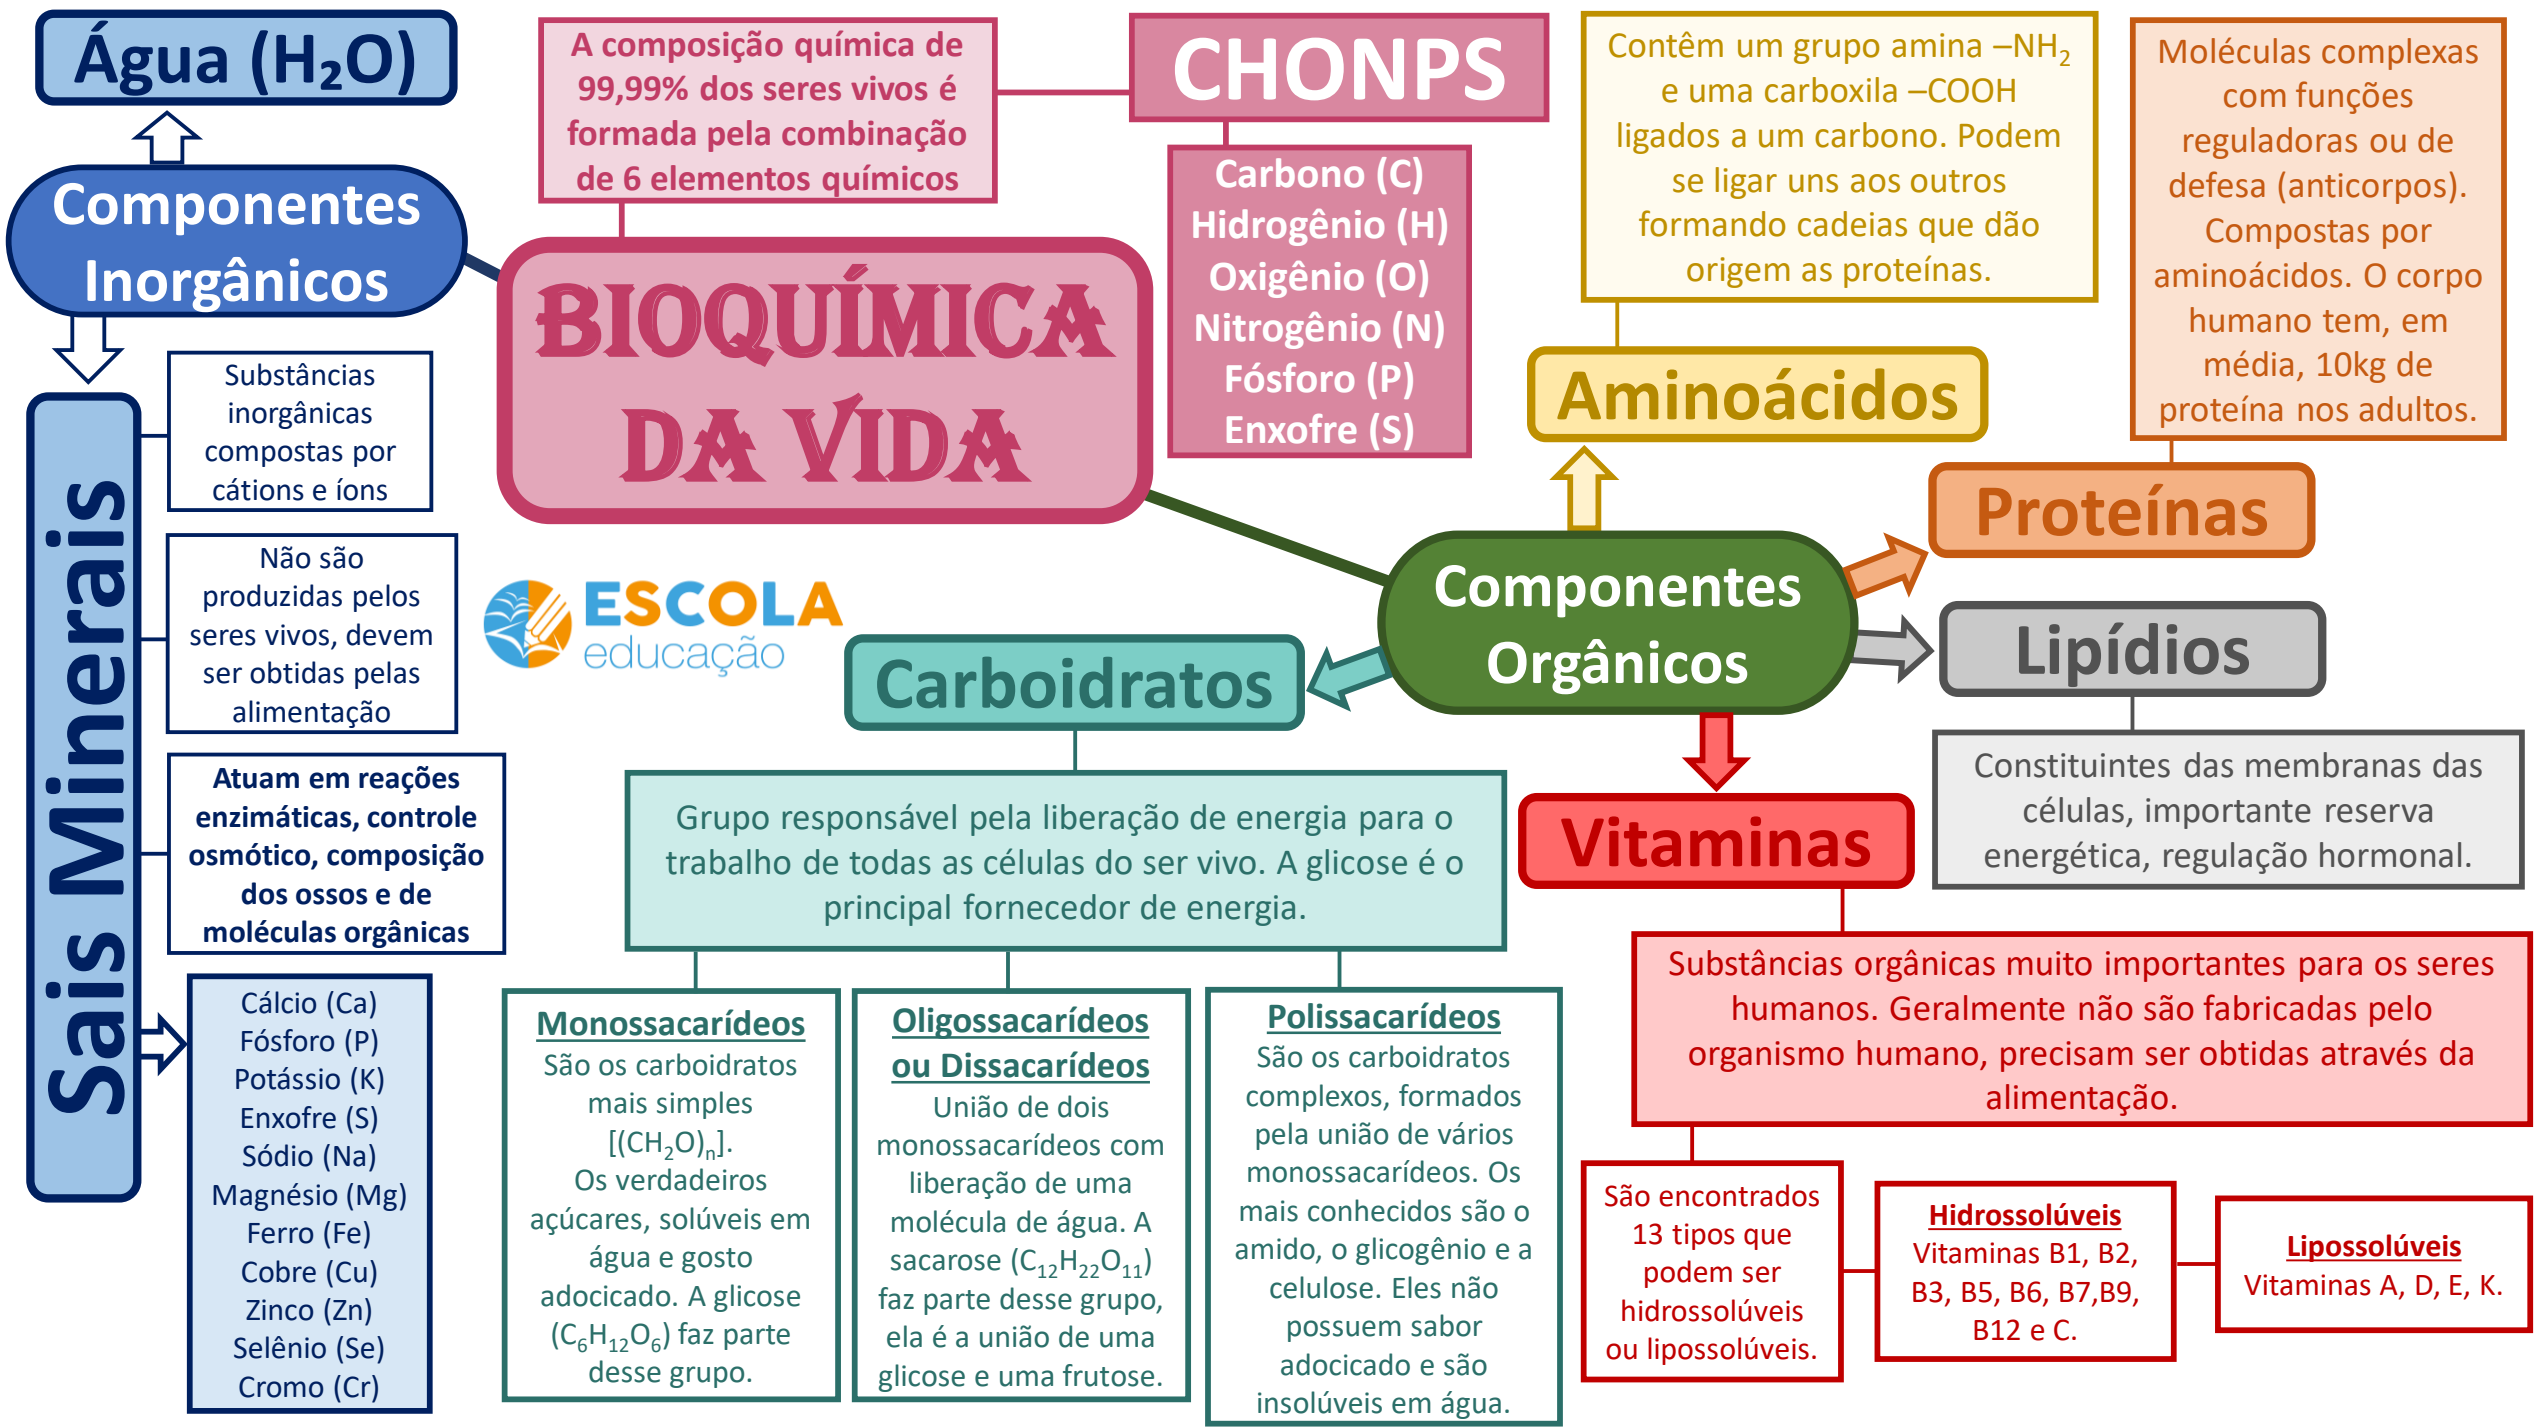 Água (H₂O)
Componentes
Inorgânicos
A composição química de
99,99% dos seres vivos é
formada pela combinação
de 6 elementos químicos
CHONPS
Carbono (C)
Hidrogênio (H)
Oxigênio (O)
Nitrogênio (N)
Fósforo (P)
Enxofre (S)
BIOQUÍMICA
DA VIDA
Contêm um grupo amina –NH₂
e uma carboxila –COOH
ligados a um carbono. Podem
se ligar uns aos outros
formando cadeias que dão
origem as proteínas.
Aminoácidos
Moléculas complexas
com funções
reguladoras ou de
defesa (anticorpos).
Compostas por
aminoácidos. O corpo
humano tem, em
média, 10kg de
proteína nos adultos.
Proteínas
Componentes
Orgânicos
Lipídios
Constituintes das membranas das
células, importante reserva
energética, regulação hormonal.
Sais Minerais
Substâncias
inorgânicas
compostas por
cátions e íons
Não são
produzidas pelos
seres vivos, devem
ser obtidas pelas
alimentação
Atuam em reações
enzimáticas, controle
osmótico, composição
dos ossos e de
moléculas orgânicas
Cálcio (Ca)
Fósforo (P)
Potássio (K)
Enxofre (S)
Sódio (Na)
Magnésio (Mg)
Ferro (Fe)
Cobre (Cu)
Zinco (Zn)
Selênio (Se)
Cromo (Cr)
ESCOLA
educação
Carboidratos
Grupo responsável pela liberação de energia para o
trabalho de todas as células do ser vivo. A glicose é o
principal fornecedor de energia.
Monossacarídeos
São os carboidratos
mais simples
[(CH₂O)ₙ].
Os verdadeiros
açúcares, solúveis em
água e gosto
adocicado. A glicose
(C₆H₁₂O₆) faz parte
desse grupo.
Oligossacarídeos
ou Dissacarídeos
União de dois
monossacarídeos com
liberação de uma
molécula de água. A
sacarose (C₁₂H₂₂O₁₁)
faz parte desse grupo,
ela é a união de uma
glicose e uma frutose.
Polissacarídeos
São os carboidratos
complexos, formados
pela união de vários
monossacarídeos. Os
mais conhecidos são o
amido, o glicogênio e a
celulose. Eles não
possuem sabor
adocicado e são
insolúveis em água.
Vitaminas
Substâncias orgânicas muito importantes para os seres
humanos. Geralmente não são fabricadas pelo
organismo humano, precisam ser obtidas através da
alimentação.
São encontrados
13 tipos que
podem ser
hidrossolúveis
ou lipossolúveis.
Hidrossolúveis
Vitaminas B1, B2,
B3, B5, B6, B7,B9,
B12 e C.
Lipossolúveis
Vitaminas A, D, E, K.